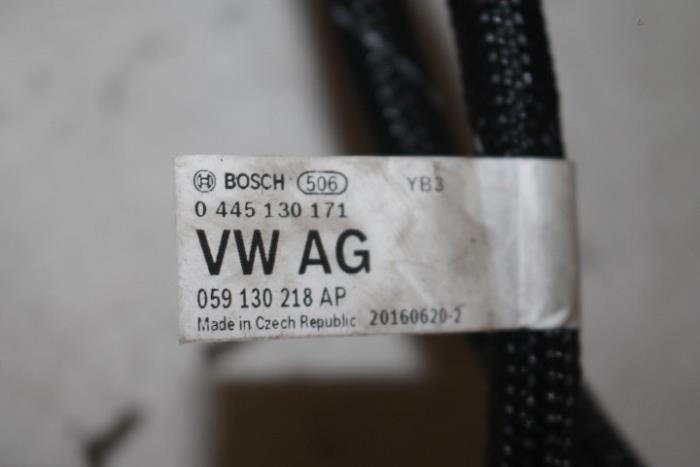 BOSCH 506 YB3
0 445 130 171
VW AG
059 130 218 AP
Made in Czech Republic 20160620-2